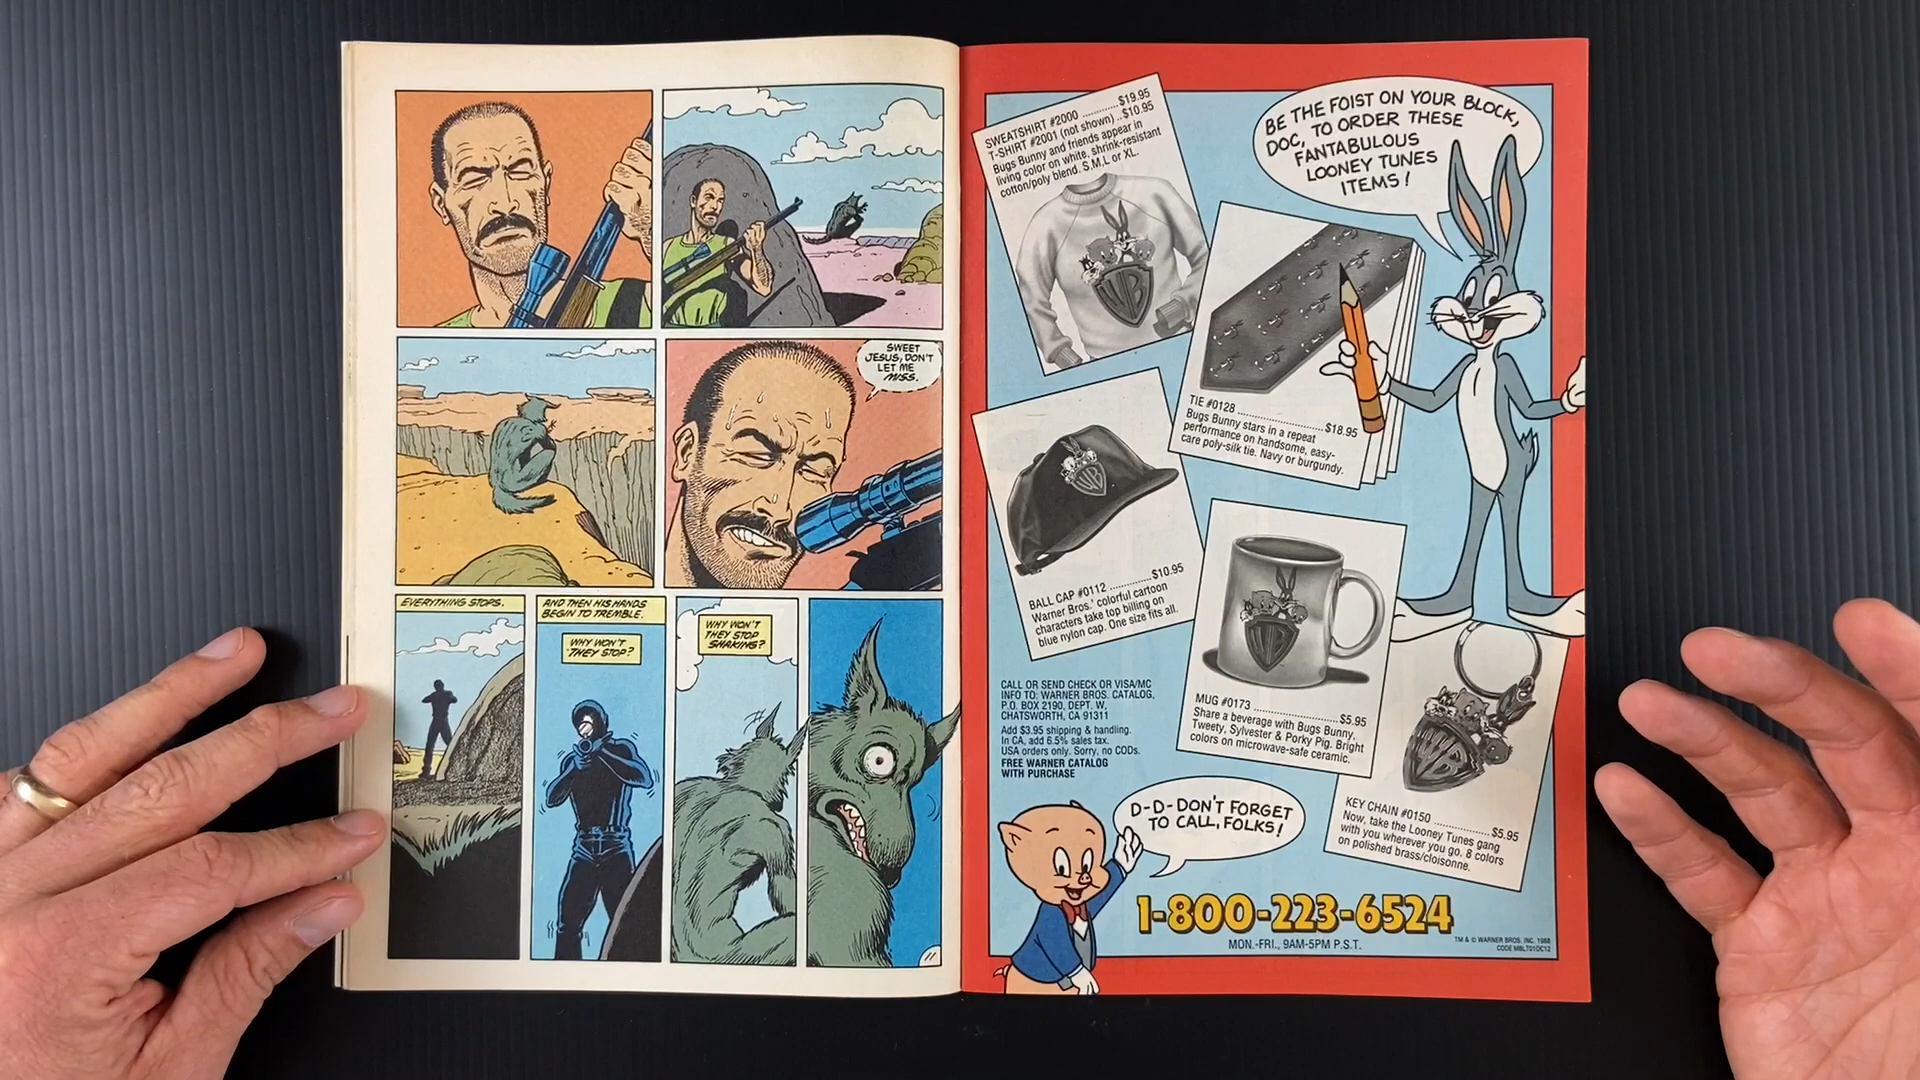 SWEET
JESUS, DON'T
LET ME
MISS.
EVERYTHING STOPS.
AND THEN HIS HANDS
BEGIN TO TREMBLE.
WHY WON'T
THEY STOP?
WHY WON'T
THEY STOP
SHAKING?
11
SWEATSHIRT #2000 ............$19.95
T-SHIRT #2001 (not shown) ..$10.95
Bugs Bunny and friends appear in
living color on white, shrink-resistant
cotton/poly blend. S,M,L or XL.
BE THE FOIST ON YOUR BLOCK,
DOC, TO ORDER THESE
FANTABULOUS
LOONEY TUNES
ITEMS!
WB
TIE #0128 ........................$18.95
Bugs Bunny stars in a repeat
performance on handsome, easy-
care poly-silk tie. Navy or burgundy.
WB
BALL CAP #0112 ..............$10.95
Warner Bros.' colorful cartoon
characters take top billing on
blue nylon cap. One size fits all.
WB
MUG #0173 ........................$5.95
Share a beverage with Bugs Bunny,
Tweety, Sylvester & Porky Pig. Bright
colors on microwave-safe ceramic.
WB
KEY CHAIN #0150 ................$5.95
Now, take the Looney Tunes gang
with you wherever you go. 8 colors
on polished brass/cloisonne.
CALL OR SEND CHECK OR VISA/MC
INFO TO: WARNER BROS. CATALOG,
P.O. BOX 2190, DEPT. W,
CHATSWORTH, CA 91311
Add $3.95 shipping & handling.
In CA, add 6.5% sales tax.
USA orders only. Sorry, no CODs.
FREE WARNER CATALOG
WITH PURCHASE
D-D-DON'T FORGET
TO CALL, FOLKS!
1-800-223-6524
MON.-FRI., 9AM-5PM P.S.T.
TM & © WARNER BROS. INC. 1988